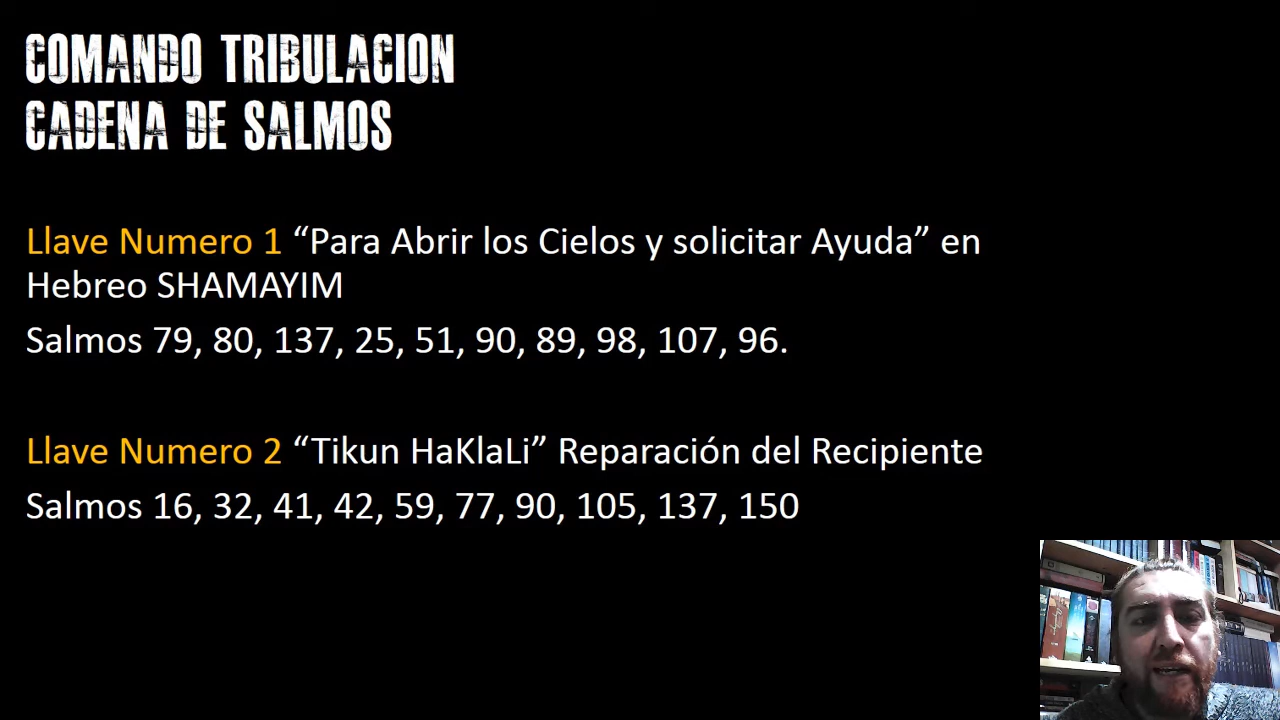 COMANDO TRIBULACION
CADENA DE SALMOS
Llave Numero 1 “Para Abrir los Cielos y solicitar Ayuda” en
Hebreo SHAMAYIM
Salmos 79, 80, 137, 25, 51, 90, 89, 98, 107, 96.
Llave Numero 2 “Tikun HaKlaLi” Reparación del Recipiente
Salmos 16, 32, 41, 42, 59, 77, 90, 105, 137, 150